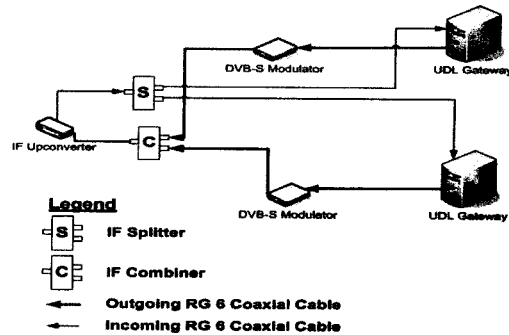 DVB-S Modulator
UDL Gateway
S
IF Upconverter
C
DVB-S Modulator
UDL Gateway
Legend
S IF Splitter
C IF Combiner
Outgoing RG 6 Coaxial Cable
Incoming RG 6 Coaxial Cable